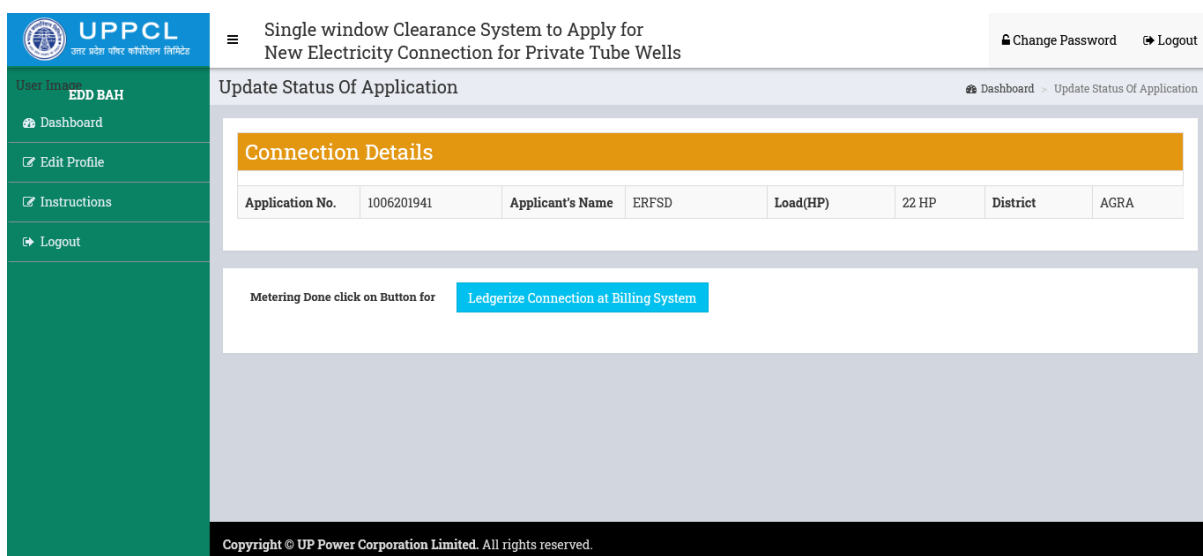 UPPCL
उत्तर प्रदेश पॉवर कॉर्पोरेशन लिमिटेड
Single window Clearance System to Apply for
New Electricity Connection for Private Tube Wells
Change Password Logout
User Image
EDD BAH
Dashboard
Edit Profile
Instructions
Logout
Update Status Of Application
Dashboard > Update Status Of Application
Connection Details
Application No. 1006201941 Applicant's Name ERFSD Load(HP) 22 HP District AGRA
Metering Done click on Button for Ledgerize Connection at Billing System
Copyright © UP Power Corporation Limited. All rights reserved.